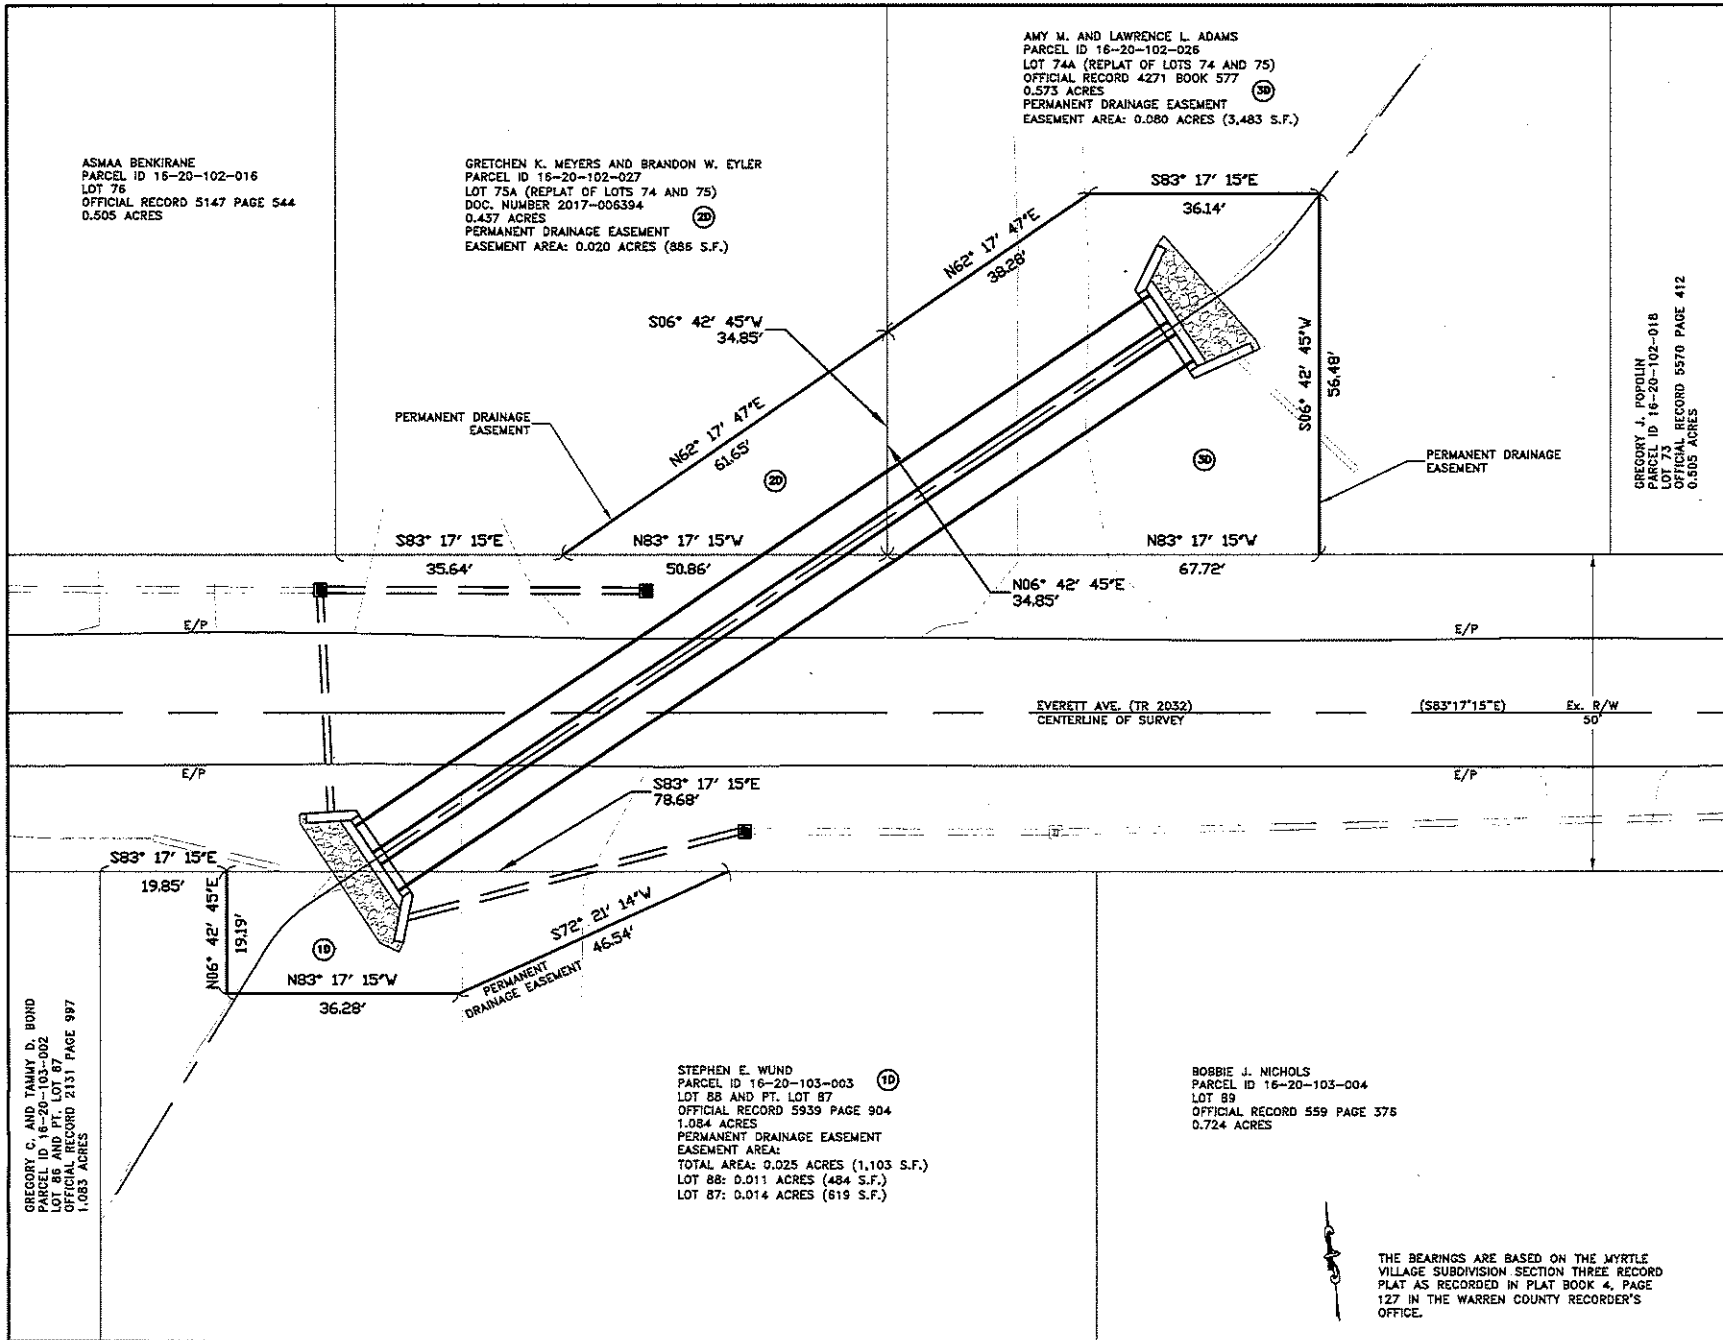 AMY M. AND LAWRENCE L. ADAMS
PARCEL ID 16-20-102-026
LOT 74A (REPLAT OF LOTS 74 AND 75)
OFFICIAL RECORD 4271 BOOK 577
0.573 ACRES
3D
PERMANENT DRAINAGE EASEMENT
EASEMENT AREA: 0.080 ACRES (3,483 S.F.)
ASMAA BENKIRANE
PARCEL ID 16-20-102-016
LOT 76
OFFICIAL RECORD 5147 PAGE 544
0.505 ACRES
GRETCHEN K. MEYERS AND BRANDON W. EYLER
PARCEL ID 16-20-102-027
LOT 75A (REPLAT OF LOTS 74 AND 75)
DOC. NUMBER 2017-006394
0.437 ACRES
2D
PERMANENT DRAINAGE EASEMENT
EASEMENT AREA: 0.020 ACRES (886 S.F.)
S83° 17' 15"E
36.14'
N62° 17' 47"E
38.28'
S06° 42' 45"W
34.85'
S06° 42' 45"W
56.48'
GREGORY J. POPOLIN
PARCEL ID 16-20-102-018
LOT 73
OFFICIAL RECORD 5570 PAGE 412
0.505 ACRES
PERMANENT DRAINAGE
EASEMENT
N62° 17' 47"E
61.65'
2D
3D
PERMANENT DRAINAGE
EASEMENT
S83° 17' 15"E
35.64'
N83° 17' 15"W
50.86'
N83° 17' 15"W
67.72'
N06° 42' 45"E
34.85'
E/P
E/P
EVERETT AVE. (TR 2032)
CENTERLINE OF SURVEY
(S83°17'15"E)
Ex. R/W
50'
E/P
E/P
S83° 17' 15"E
78.68'
S83° 17' 15"E
19.85'
N06° 42' 45"E
19.19'
1D
N83° 17' 15"W
36.28'
S72° 21' 14"W
46.54'
PERMANENT
DRAINAGE EASEMENT
GREGORY C. AND TAMMY D. BOND
PARCEL ID 16-20-103-002
LOT 86 AND PT. LOT 87
OFFICIAL RECORD 2131 PAGE 997
1.083 ACRES
STEPHEN E. WUND
PARCEL ID 16-20-103-003
1D
LOT 88 AND PT. LOT 87
OFFICIAL RECORD 5939 PAGE 904
1.084 ACRES
PERMANENT DRAINAGE EASEMENT
EASEMENT AREA:
TOTAL AREA: 0.025 ACRES (1,103 S.F.)
LOT 88: 0.011 ACRES (484 S.F.)
LOT 87: 0.014 ACRES (619 S.F.)
BOBBIE J. NICHOLS
PARCEL ID 16-20-103-004
LOT 89
OFFICIAL RECORD 559 PAGE 376
0.724 ACRES
THE BEARINGS ARE BASED ON THE MYRTLE
VILLAGE SUBDIVISION SECTION THREE RECORD
PLAT AS RECORDED IN PLAT BOOK 4, PAGE
127 IN THE WARREN COUNTY RECORDER'S
OFFICE.